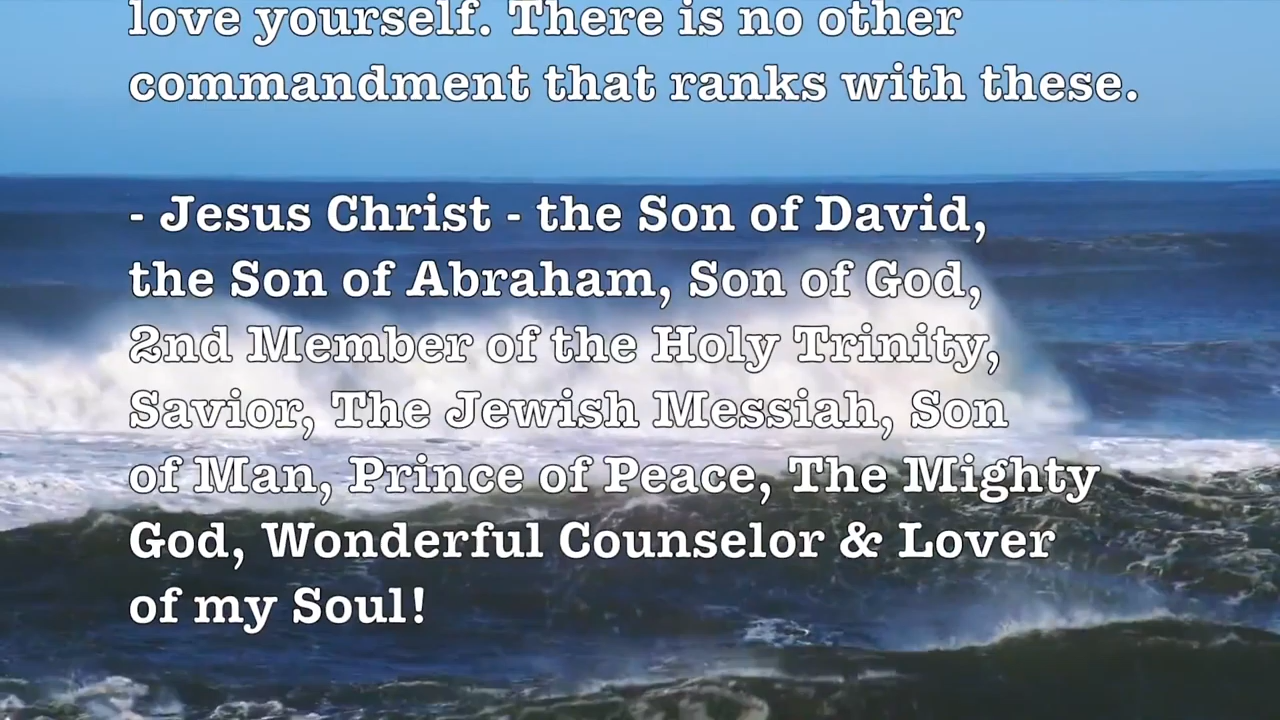 love yourself. There is no other
commandment that ranks with these.
- Jesus Christ - the Son of David,
the Son of Abraham, Son of God,
2nd Member of the Holy Trinity,
Savior, The Jewish Messiah, Son
of Man, Prince of Peace, The Mighty
God, Wonderful Counselor & Lover
of my Soul!